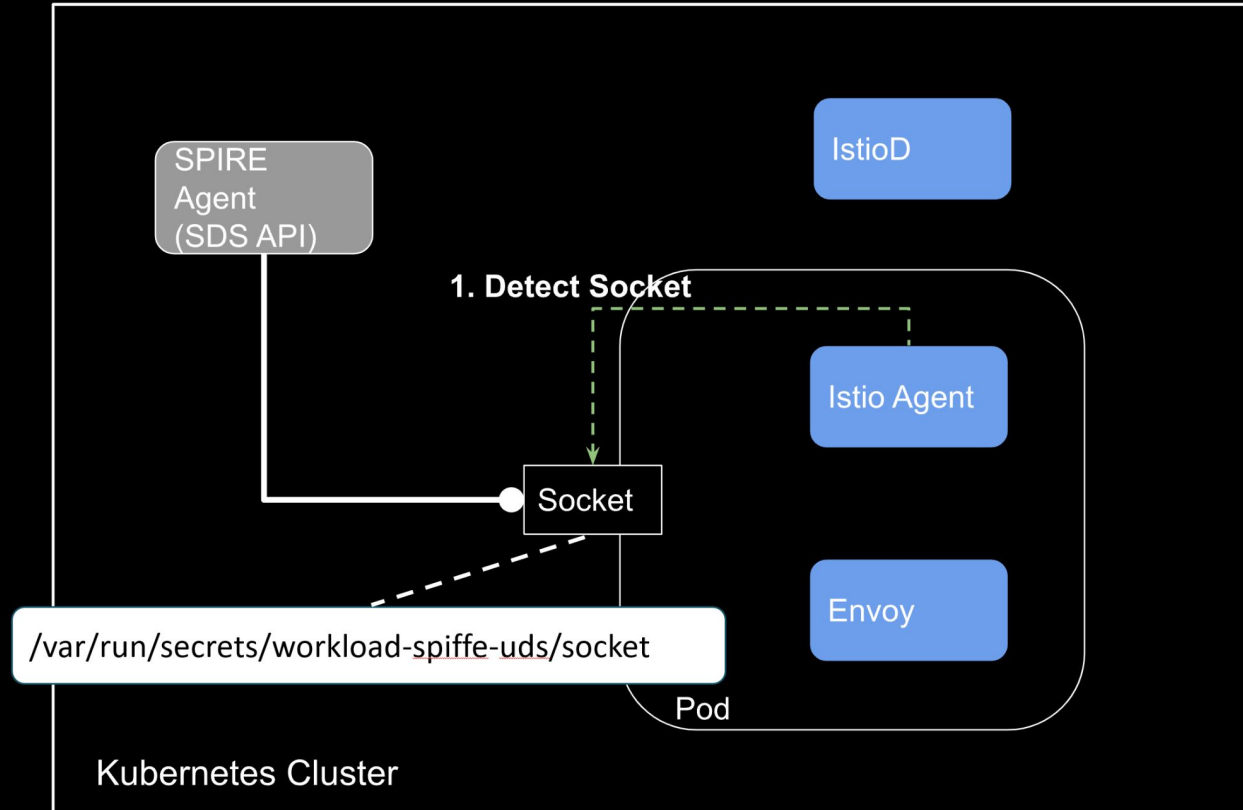 SPIRE
Agent
(SDS API)
IstioD
1. Detect Socket
Istio Agent
Socket
Envoy
/var/run/secrets/workload-spiffe-uds/socket
Pod
Kubernetes Cluster